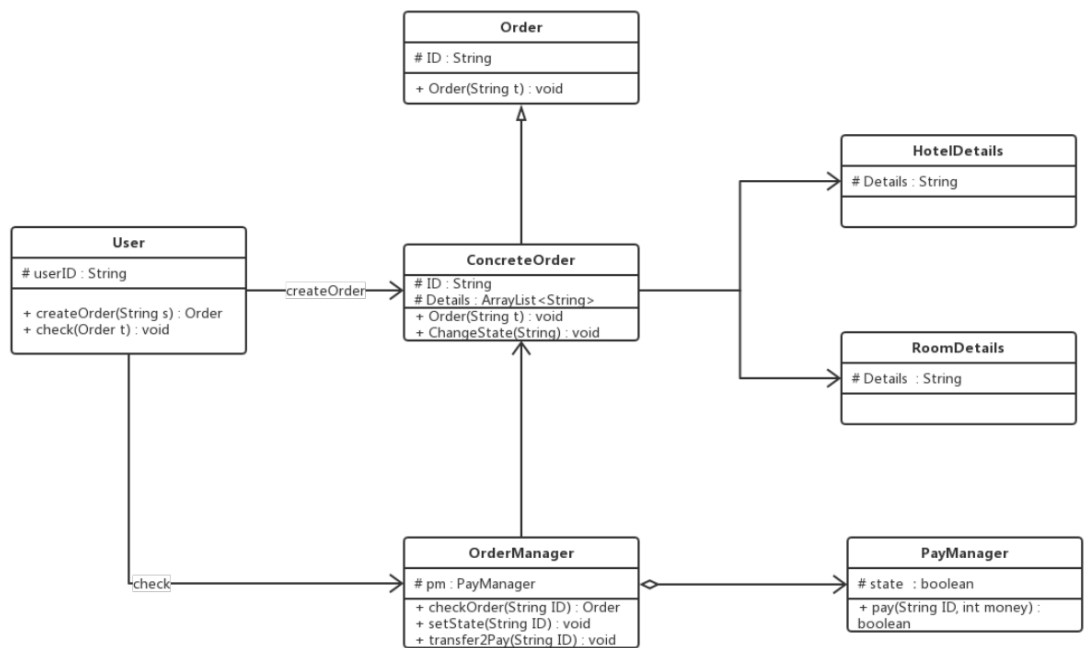 Order
# ID : String
+ Order(String t) : void
HotelDetails
# Details : String
User
# userID : String
+ createOrder(String s) : Order
+ check(Order t) : void
createOrder
ConcreteOrder
# ID : String
# Details : ArrayList<String>
+ Order(String t) : void
+ ChangeState(String) : void
RoomDetails
# Details : String
check
OrderManager
# pm : PayManager
+ checkOrder(String ID) : Order
+ setState(String ID) : void
+ transfer2Pay(String ID) : void
PayManager
# state : boolean
+ pay(String ID, int money) :
boolean